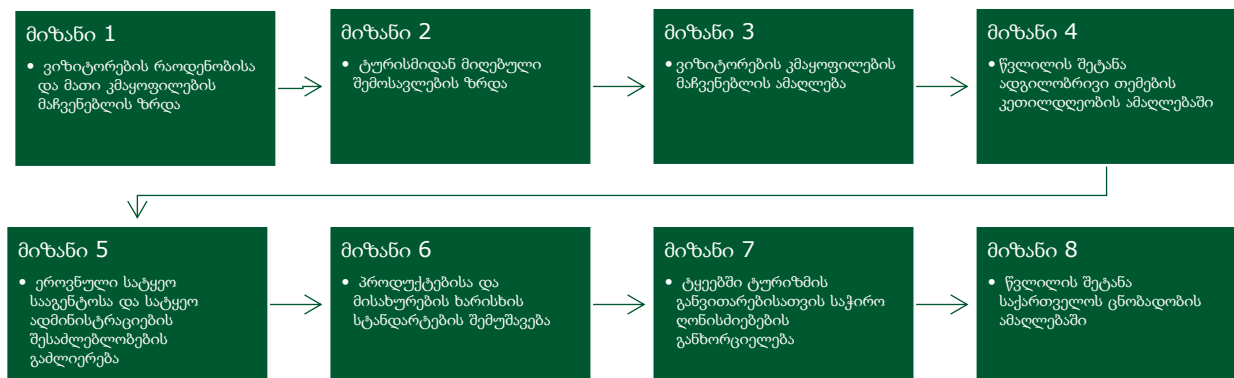 მიზანი 1
• ვიზიტორების რაოდენობისა
და მათი კმაყოფილების
მაჩვენებლის ზრდა
მიზანი 2
• ტურისმიდან მიღებული
შემოსავლების ზრდა
მიზანი 3
• ვიზიტორების კმაყოფილების
მაჩვენებლის ამაღლება
მიზანი 4
• წვლილის შეტანა
ადგილობრივი თემების
კეთილდღეობის ამაღლებაში
მიზანი 5
• ეროვნული სატყეო
სააგენტოსა და სატყეო
ადმინისტრაციების
შესაძლებლობების
გაძლიერება
მიზანი 6
• პროდუქტებისა და
მისახურების ხარისხის
სტანდარტების შემუშავება
მიზანი 7
• ტყეებში ტურიზმის
განვითარებისათვის საჭირო
ღონისძიებების
განხორციელება
მიზანი 8
• წვლილის შეტანა
საქართველოს ცნობადობის
ამაღლებაში